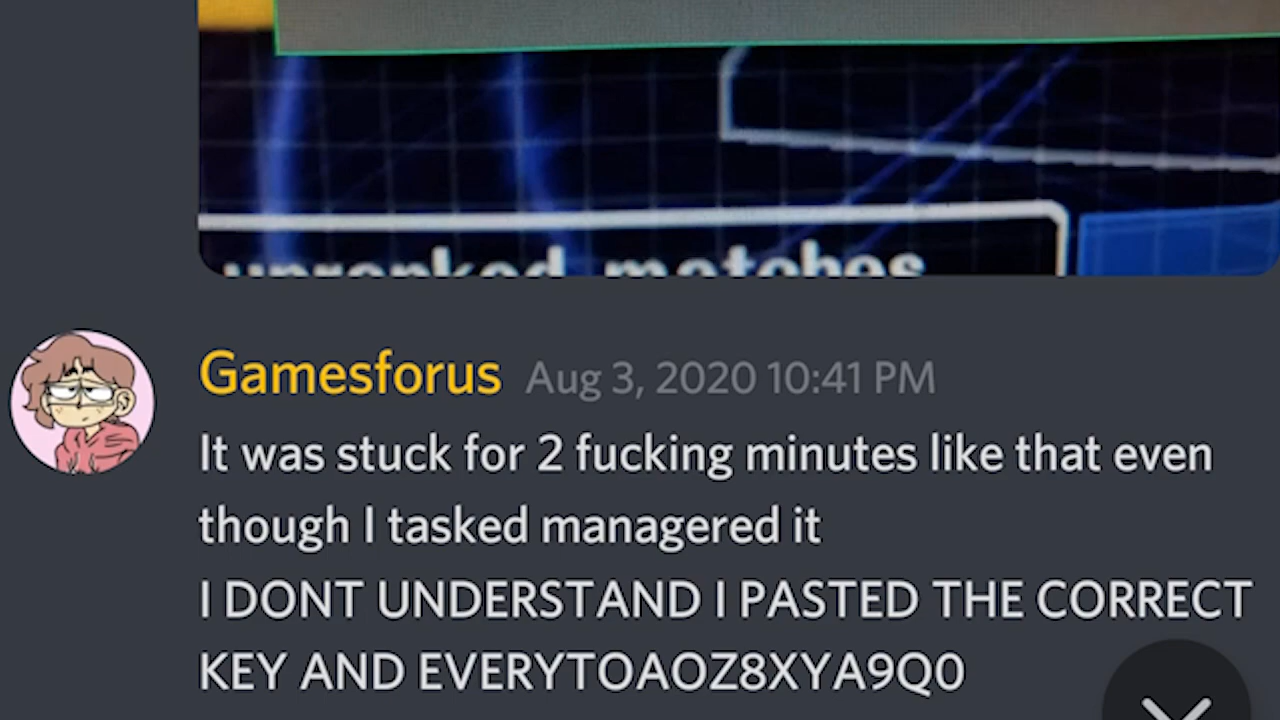 unranked matches
Gamesforus Aug 3, 2020 10:41 PM
It was stuck for 2 fucking minutes like that even
though I tasked managered it
I DONT UNDERSTAND I PASTED THE CORRECT
KEY AND EVERYTOAOZ8XYA9Q0